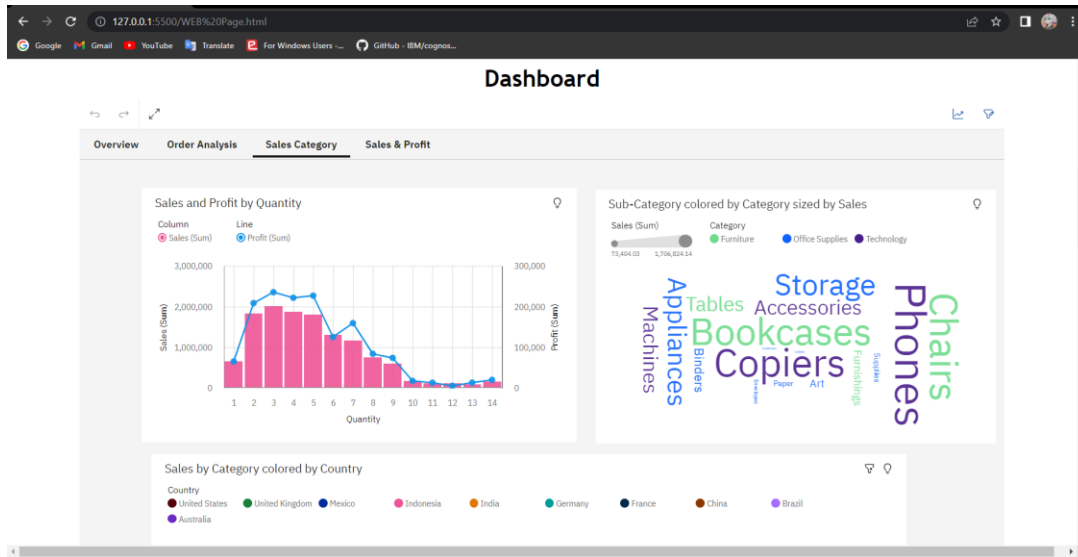 127.0.0.1:5500/WEB%20Page.html
Google Gmail YouTube Translate For Windows Users -... GitHub - IBM/cognos...
Dashboard
Overview Order Analysis Sales Category Sales & Profit
Sales and Profit by Quantity
Column Line
Sales (Sum) Profit (Sum)
3,000,000 300,000
2,000,000 200,000
1,000,000 100,000
0 0
Sales (Sum)
Profit (Sum)
1 2 3 4 5 6 7 8 9 10 11 12 13 14
Quantity
Sub-Category colored by Category sized by Sales
Sales (Sum) Category
Furniture Office Supplies Technology
73,404.03 1,706,824.14
Storage
Appliances
Tables
Accessories
Machines
Bookcases
Phones
Chairs
Copiers
Binders
Furnishings
Supplies
Paper
Art
Sales by Category colored by Country
Country
United States United Kingdom Mexico Indonesia India Germany France China Brazil
Australia